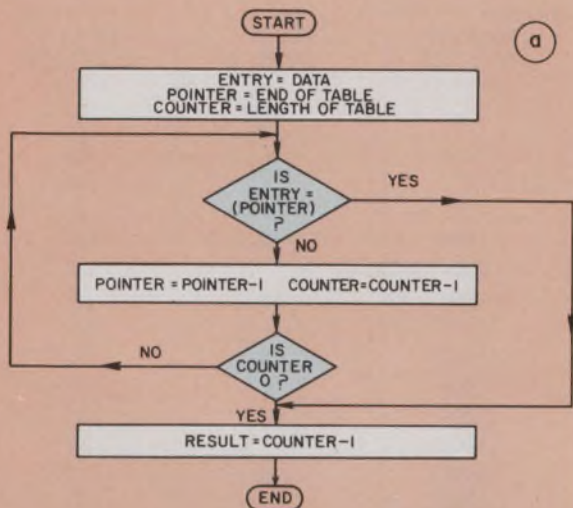 START
a
ENTRY = DATA
POINTER = END OF TABLE
COUNTER = LENGTH OF TABLE
IS
ENTRY =
(POINTER)
?
YES
NO
POINTER = POINTER-1 COUNTER=COUNTER-1
IS
COUNTER
0 ?
NO
YES
RESULT = COUNTER-1
END